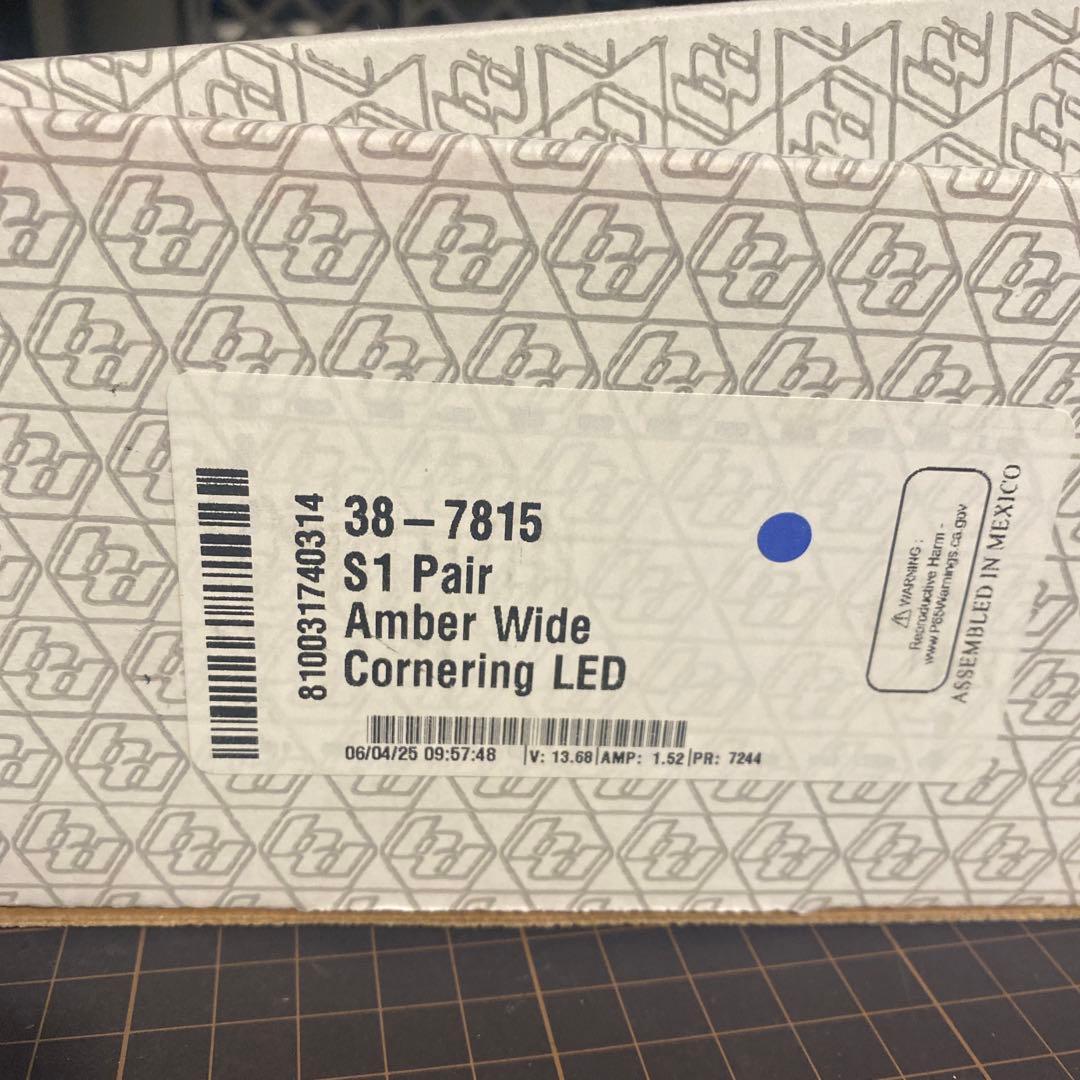 810031740314
38-7815
S1 Pair
Amber Wide
Cornering LED
06/04/25 09:57:48 |V: 13.68|AMP: 1.52|PR: 7244
⚠ WARNING:
Reproductive Harm -
www.P65Warnings.ca.gov
ASSEMBLED IN MEXICO